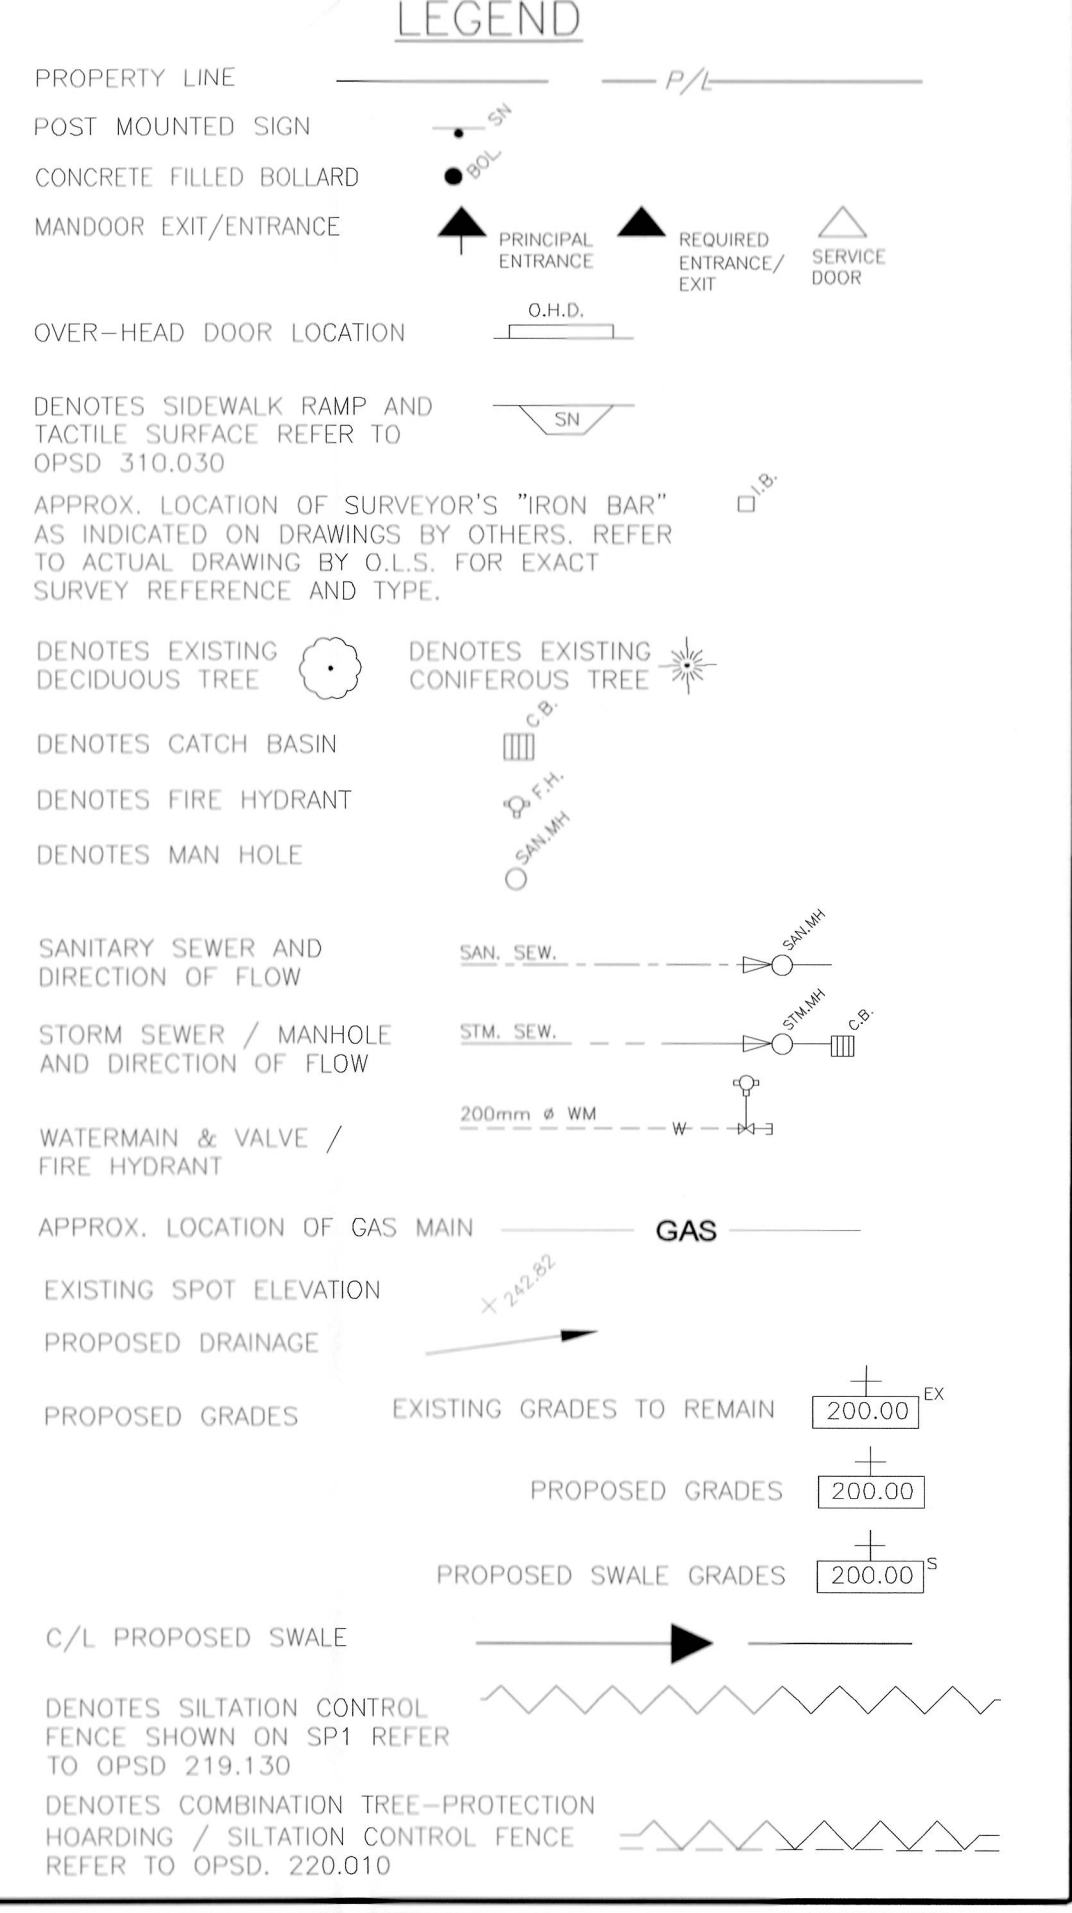 LEGEND
PROPERTY LINE P/L
POST MOUNTED SIGN SN
CONCRETE FILLED BOLLARD BOL.
MANDOOR EXIT/ENTRANCE
PRINCIPAL
ENTRANCE
REQUIRED
ENTRANCE/
EXIT
SERVICE
DOOR
O.H.D.
OVER-HEAD DOOR LOCATION
DENOTES SIDEWALK RAMP AND
TACTILE SURFACE REFER TO
OPSD 310.030
SN
APPROX. LOCATION OF SURVEYOR'S "IRON BAR"
AS INDICATED ON DRAWINGS BY OTHERS. REFER
TO ACTUAL DRAWING BY O.L.S. FOR EXACT
SURVEY REFERENCE AND TYPE.
I.B.
DENOTES EXISTING
DECIDUOUS TREE
DENOTES EXISTING
CONIFEROUS TREE
DENOTES CATCH BASIN C.B.
DENOTES FIRE HYDRANT F.H.
DENOTES MAN HOLE SAN.MH
SANITARY SEWER AND
DIRECTION OF FLOW
SAN. SEW. SAN.MH
STORM SEWER / MANHOLE
AND DIRECTION OF FLOW
STM. SEW. STM.MH C.B.
WATERMAIN & VALVE /
FIRE HYDRANT
200mm ø WM W
APPROX. LOCATION OF GAS MAIN GAS
EXISTING SPOT ELEVATION 242.82
PROPOSED DRAINAGE
PROPOSED GRADES EXISTING GRADES TO REMAIN 200.00 EX
PROPOSED GRADES 200.00
PROPOSED SWALE GRADES 200.00 S
C/L PROPOSED SWALE
DENOTES SILTATION CONTROL
FENCE SHOWN ON SP1 REFER
TO OPSD 219.130
DENOTES COMBINATION TREE-PROTECTION
HOARDING / SILTATION CONTROL FENCE
REFER TO OPSD. 220.010